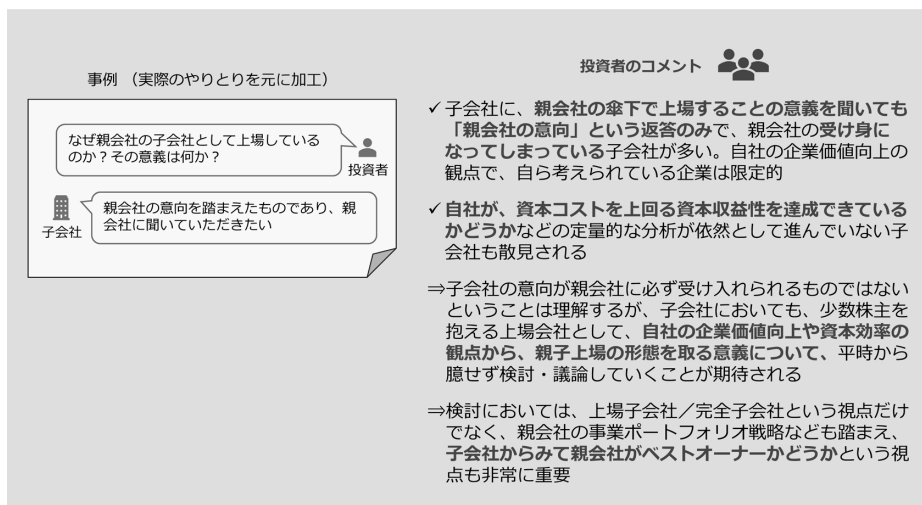 事例 （実際のやりとりを元に加工）
なぜ親会社の子会社として上場している
のか？その意義は何か？
投資者
親会社の意向を踏まえたものであり、親
会社に聞いていただきたい
子会社
投資者のコメント
✓ 子会社に、親会社の傘下で上場することの意義を聞いても
「親会社の意向」という返答のみで、親会社の受け身に
なってしまっている子会社が多い。自社の企業価値向上の
観点で、自ら考えられている企業は限定的
✓ 自社が、資本コストを上回る資本収益性を達成できている
かどうかなどの定量的な分析が依然として進んでいない子
会社も散見される
⇒子会社の意向が親会社に必ず受け入れられるものではない
ということは理解するが、子会社においても、少数株主を
抱える上場会社として、自社の企業価値向上や資本効率の
観点から、親子上場の形態を取る意義について、平時から
臆せず検討・議論していくことが期待される
⇒検討においては、上場子会社／完全子会社という視点だけ
でなく、親会社の事業ポートフォリオ戦略なども踏まえ、
子会社からみて親会社がベストオーナーかどうかという視
点も非常に重要